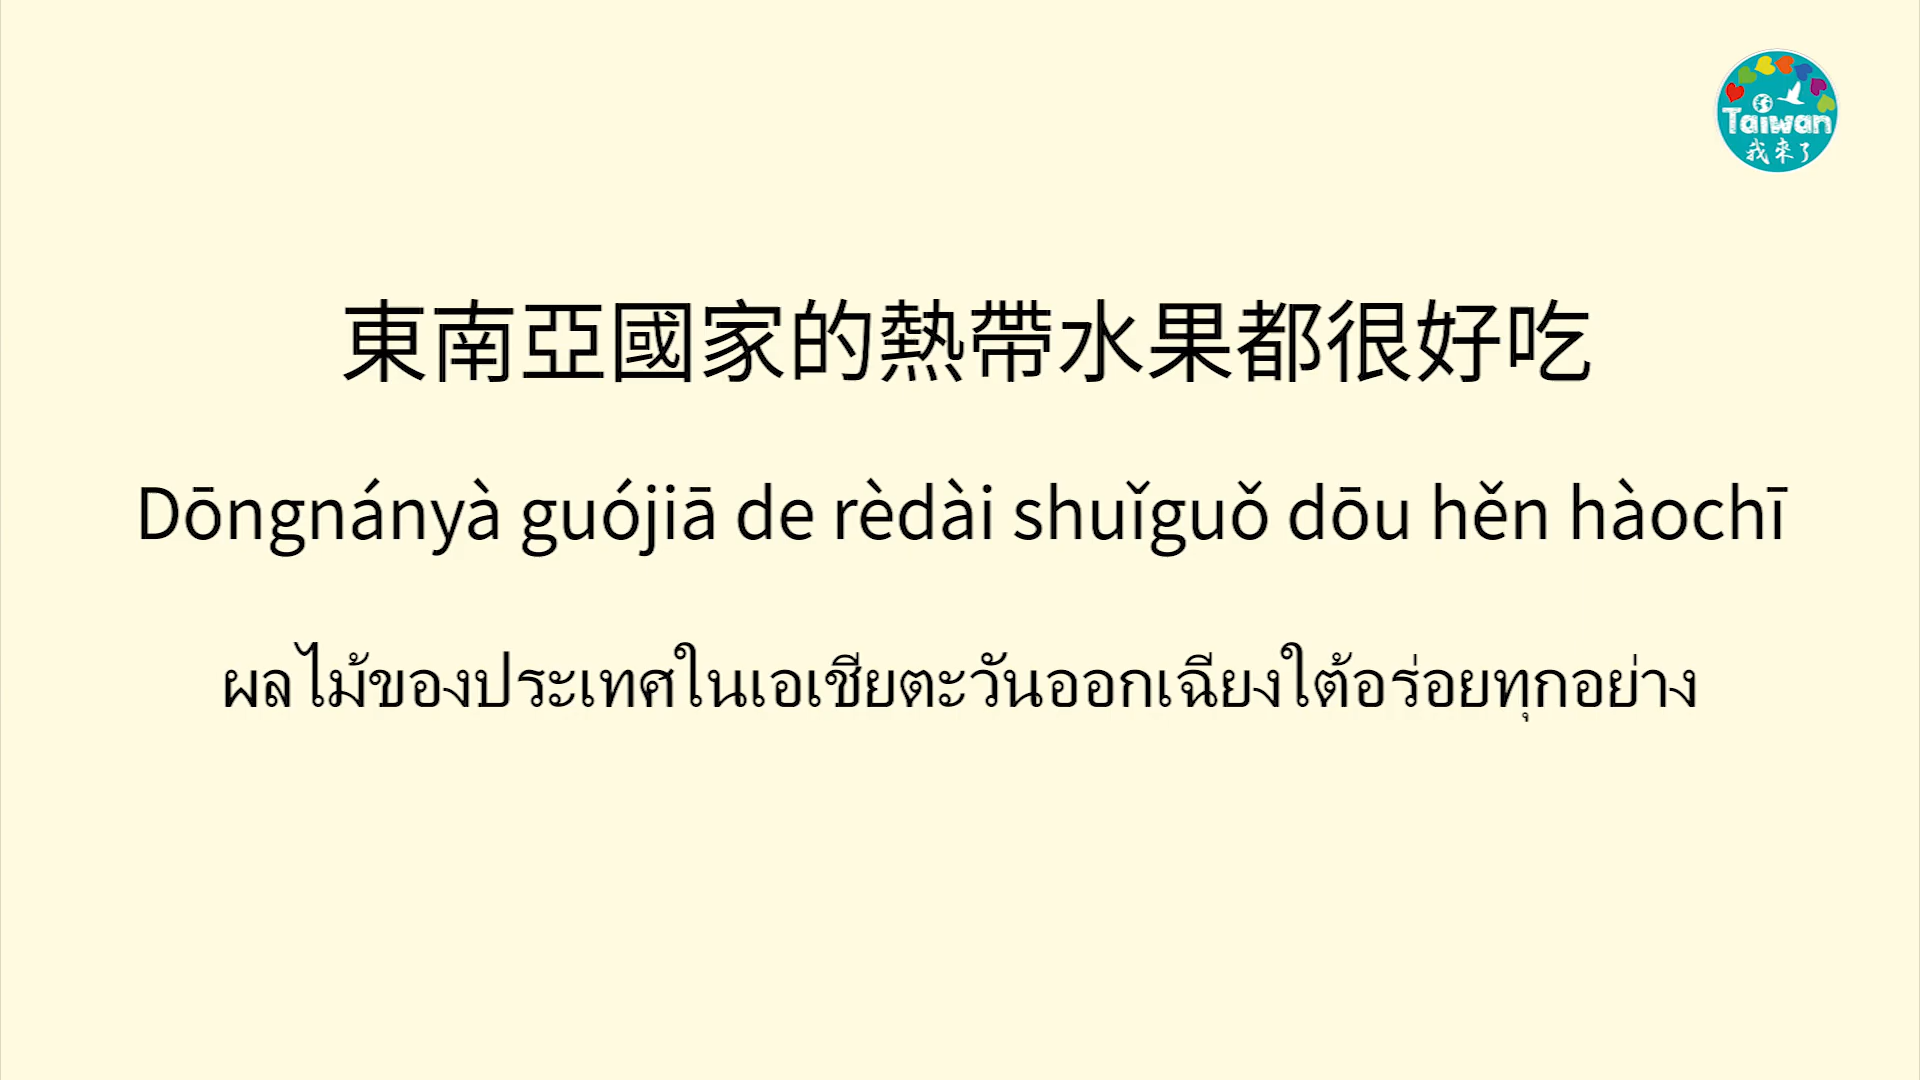 Taiwan
我來了
東南亞國家的熱帶水果都很好吃
Dōngnányà guójiā de rèdài shuǐguǒ dōu hěn hàochī
ผลไม้ของประเทศในเอเชียตะวันออกเฉียงใต้อร่อยทุกอย่าง